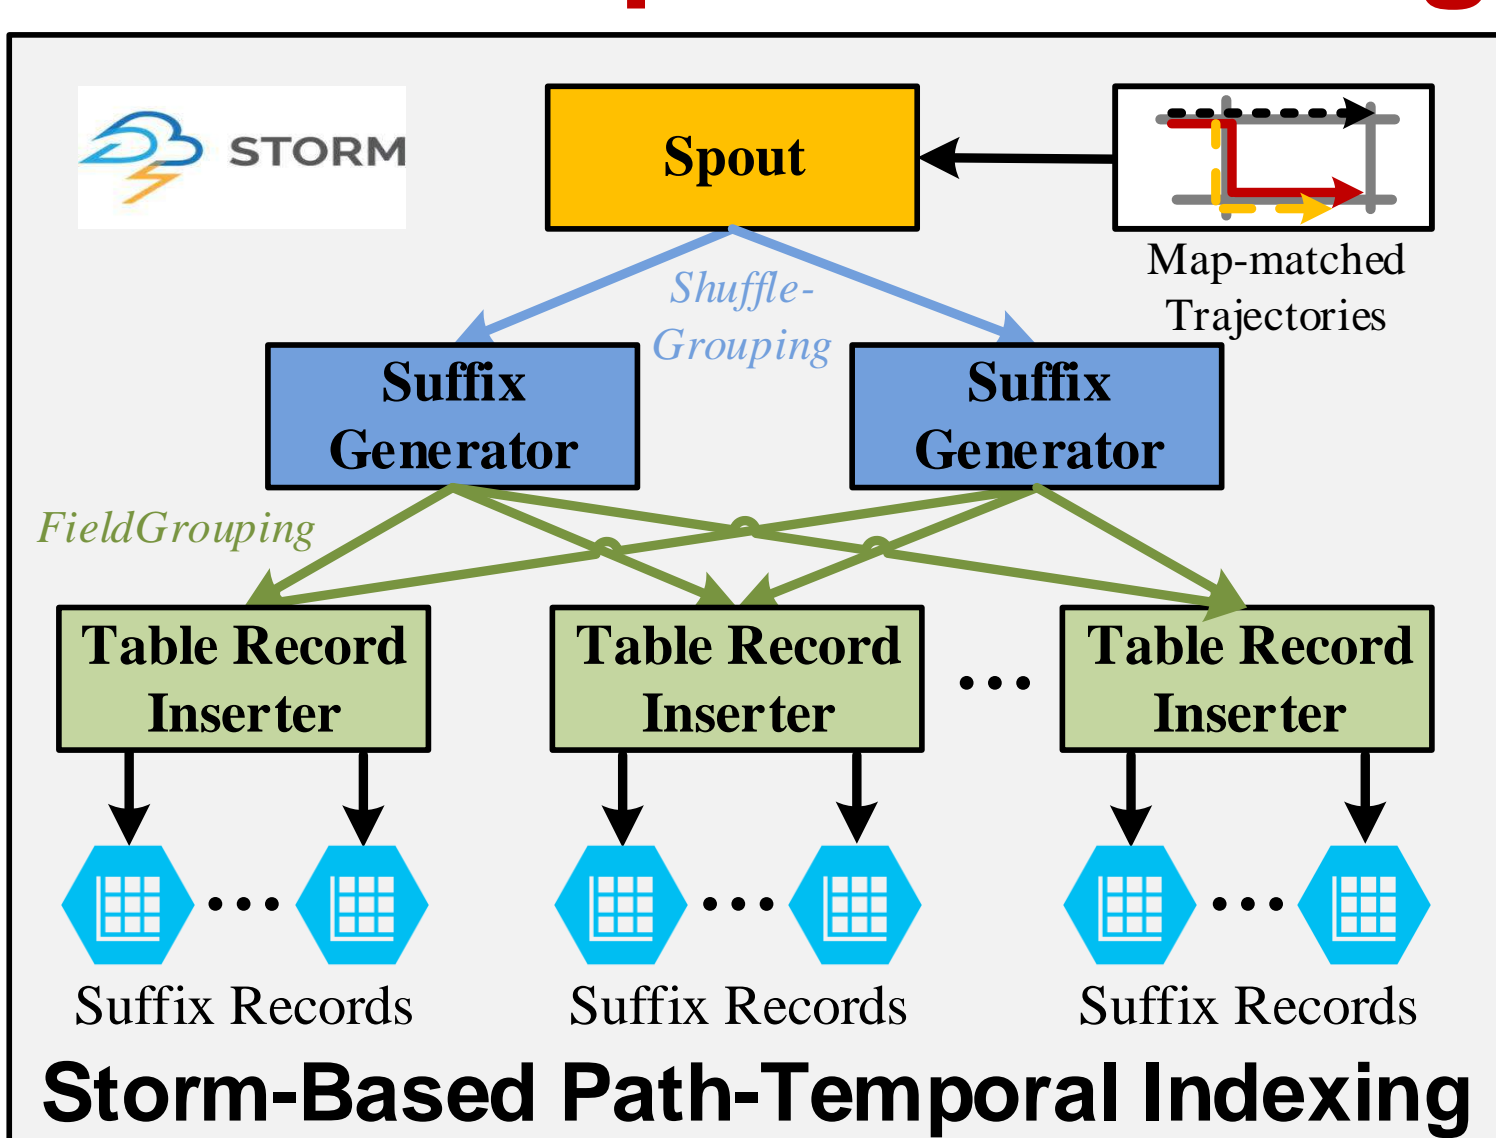 STORM
Spout
Map-matched
Trajectories
Shuffle-
Grouping
Suffix
Generator
Suffix
Generator
FieldGrouping
Table Record
Inserter
Table Record
Inserter
...
Table Record
Inserter
...
...
...
Suffix Records
Suffix Records
Suffix Records
Storm-Based Path-Temporal Indexing